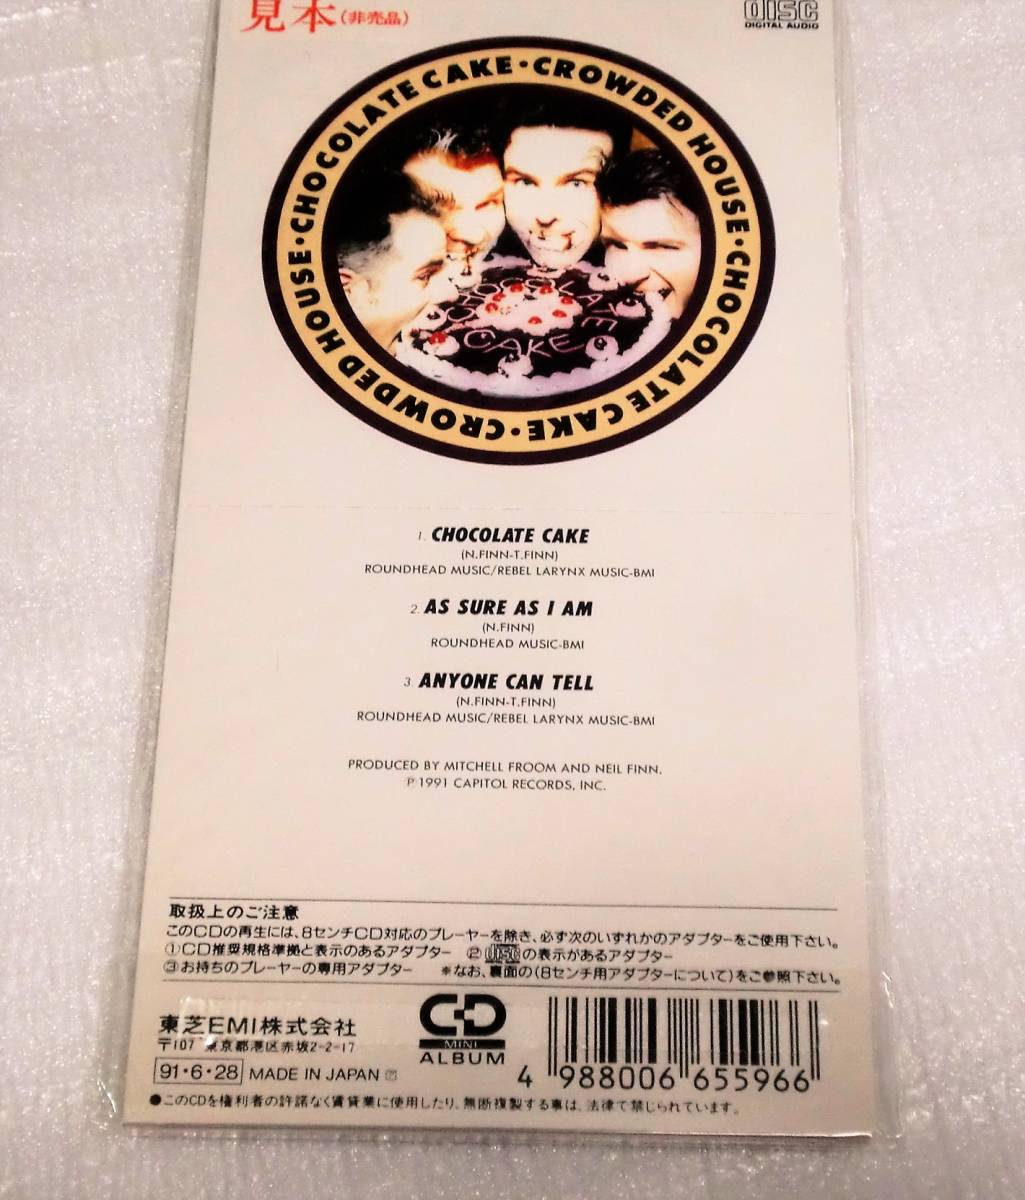 見本(非売品)
DISC
DIGITAL AUDIO
CHOCOLATE CAKE・CROWDED HOUSE・CHOCOLATE CAKE・CROWDED HOUSE・
CHOCOLATE
CAKE
1. CHOCOLATE CAKE
(N.FINN-T.FINN)
ROUNDHEAD MUSIC/REBEL LARYNX MUSIC-BMI
2. AS SURE AS I AM
(N.FINN)
ROUNDHEAD MUSIC-BMI
3. ANYONE CAN TELL
(N.FINN-T.FINN)
ROUNDHEAD MUSIC/REBEL LARYNX MUSIC-BMI
PRODUCED BY MITCHELL FROOM AND NEIL FINN.
Ⓟ1991 CAPITOL RECORDS, INC.
取扱上のご注意
このCDの再生には、8センチCD対応のプレーヤーを除き、必ず次のいずれかのアダプターをご使用下さい。
①CD推奨規格準拠と表示のあるアダプター ②discの表示があるアダプター
③お持ちのプレーヤーの専用アダプター ＊なお、裏面の(8センチ用アダプターについて)をご参照下さい。
東芝EMI株式会社
〒107 東京都港区赤坂2-2-17
91・6・28 MADE IN JAPAN
CD
MINI
ALBUM
4 988006 655966
●このCDを権利者の許諾なく賃貸業に使用したり、無断複製する事は、法律で禁じられています。